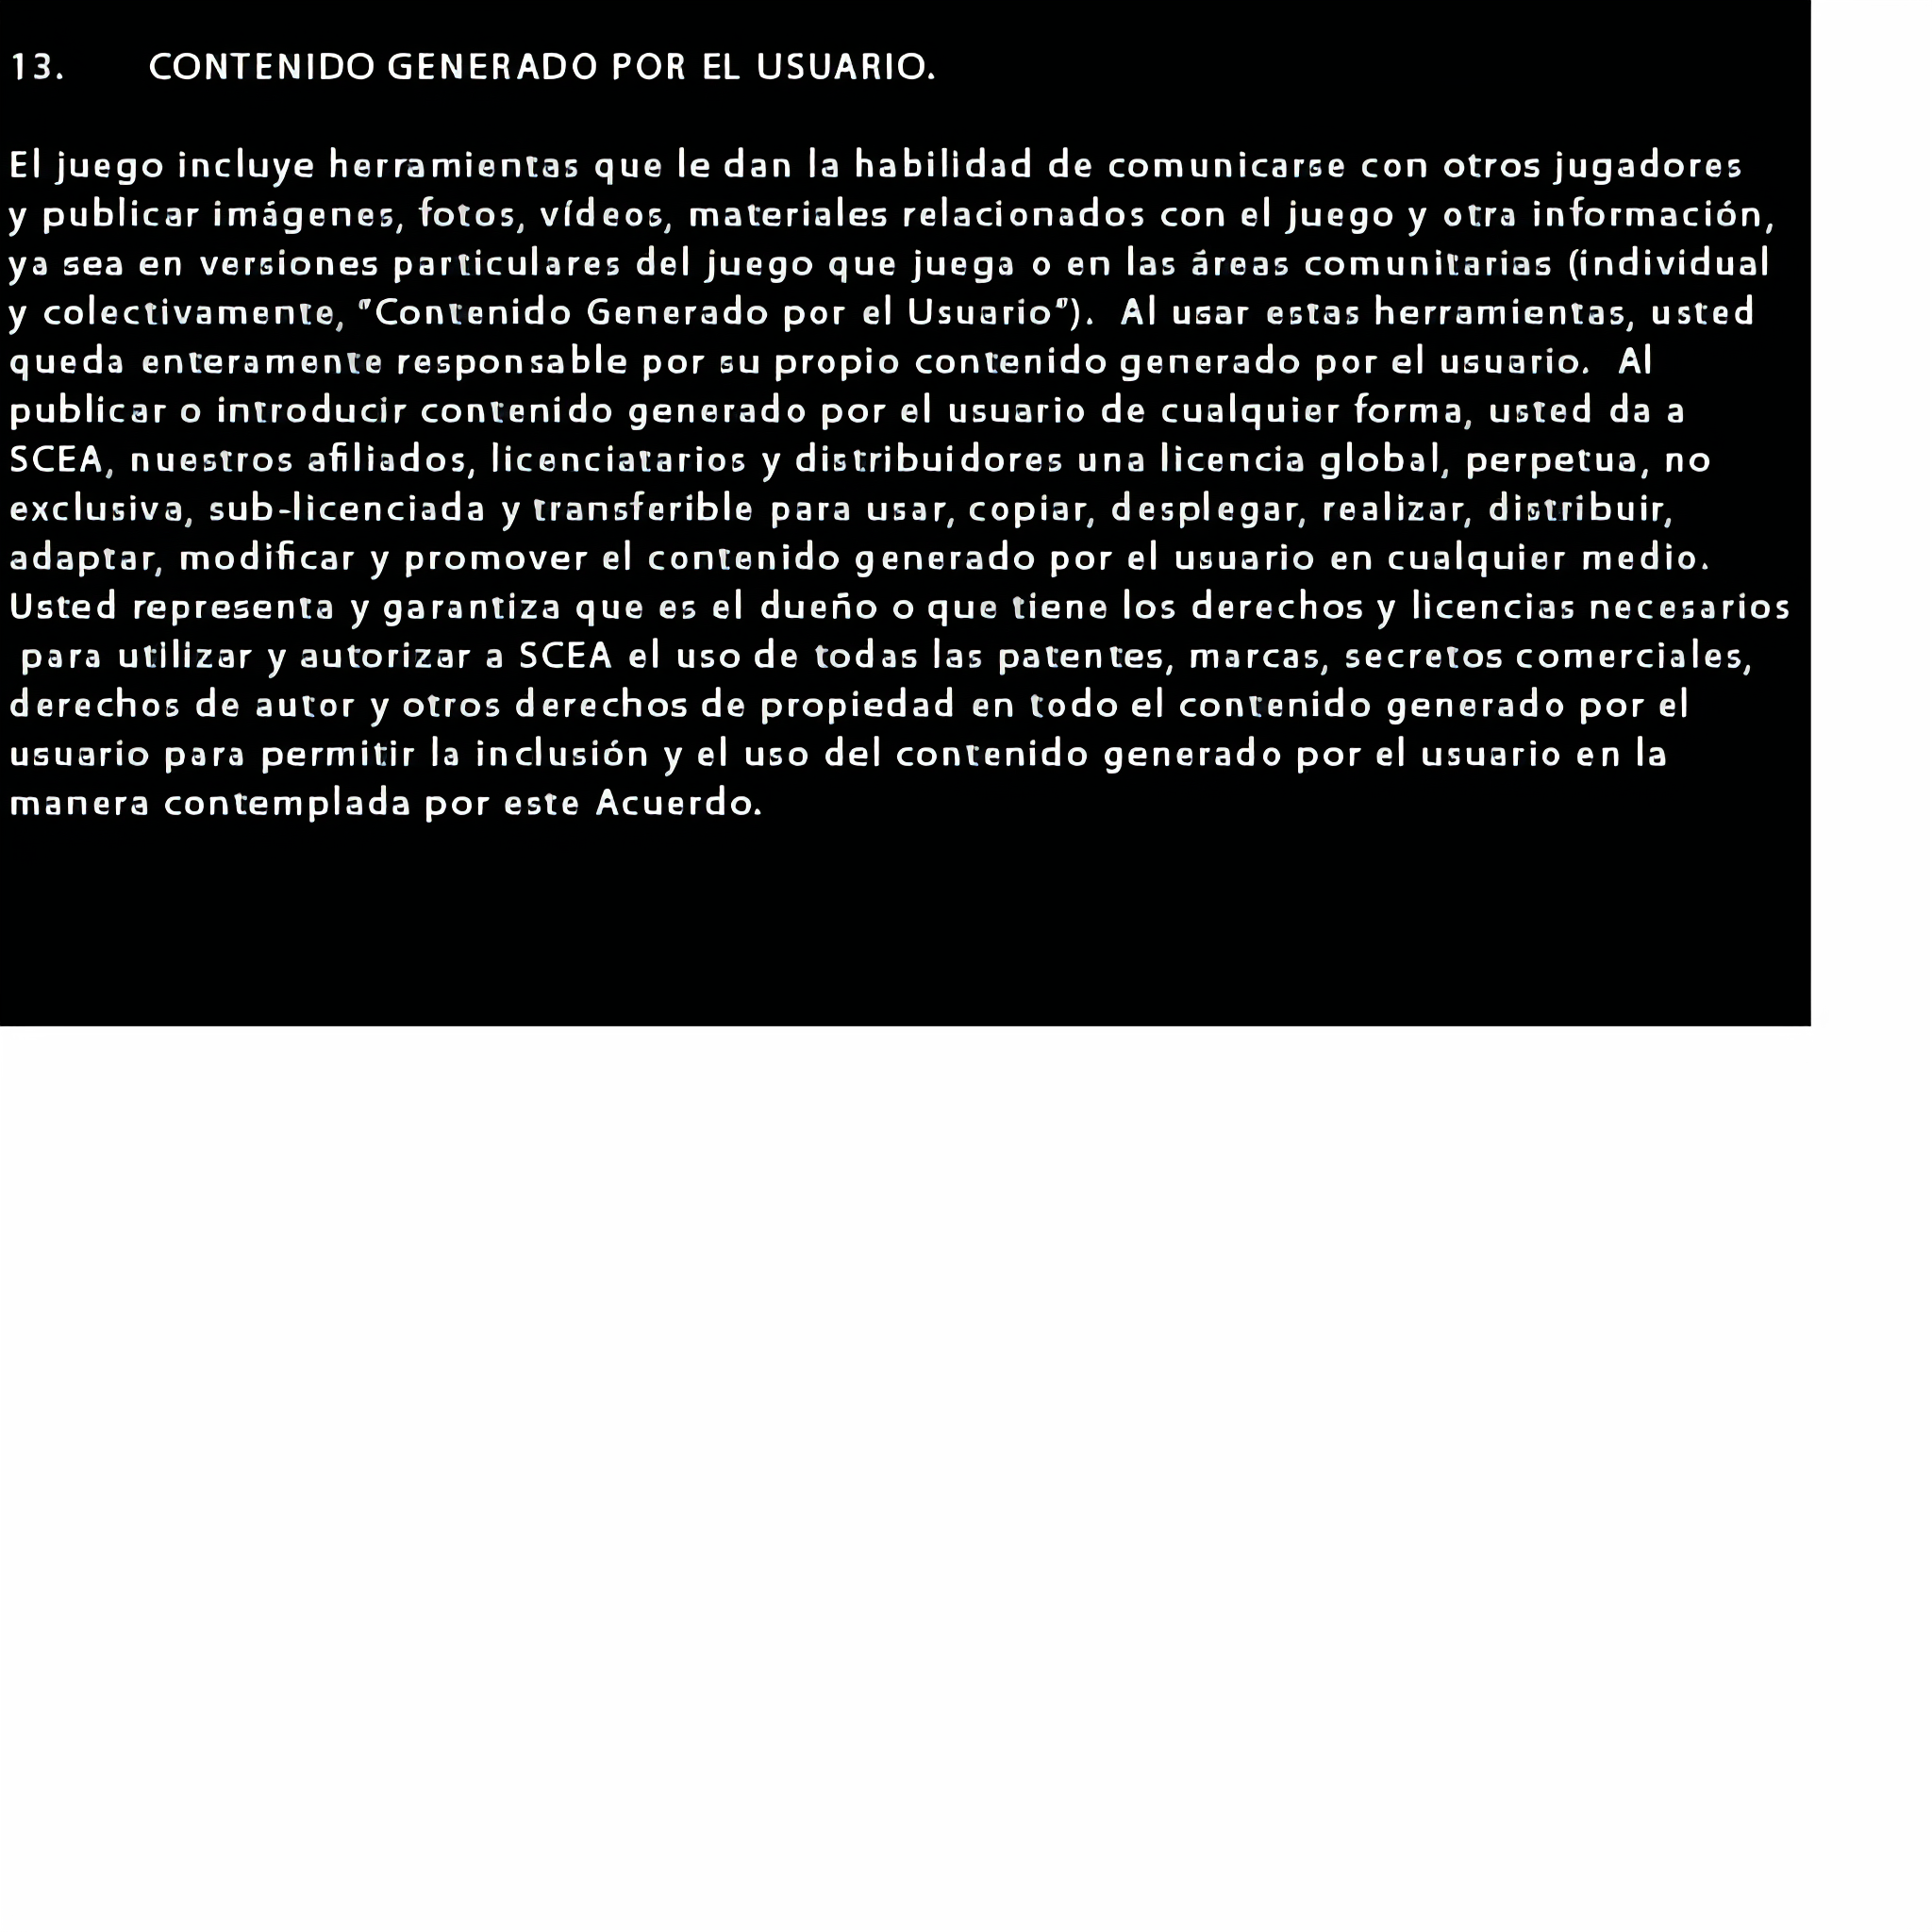 13. CONTENIDO GENERADO POR EL USUARIO.
El juego incluye herramientas que le dan la habilidad de comunicarse con otros jugadores
y publicar imágenes, fotos, vídeos, materiales relacionados con el juego y otra información,
ya sea en versiones particulares del juego que juega o en las áreas comunitarias (individual
y colectivamente, "Contenido Generado por el Usuario"). Al usar estas herramientas, usted
queda enteramente responsable por su propio contenido generado por el usuario. Al
publicar o introducir contenido generado por el usuario de cualquier forma, usted da a
SCEA, nuestros afiliados, licenciatarios y distribuidores una licencia global, perpetua, no
exclusiva, sub-licenciada y transferible para usar, copiar, desplegar, realizar, distribuir,
adaptar, modificar y promover el contenido generado por el usuario en cualquier medio.
Usted representa y garantiza que es el dueño o que tiene los derechos y licencias necesarios
para utilizar y autorizar a SCEA el uso de todas las patentes, marcas, secretos comerciales,
derechos de autor y otros derechos de propiedad en todo el contenido generado por el
usuario para permitir la inclusión y el uso del contenido generado por el usuario en la
manera contemplada por este Acuerdo.